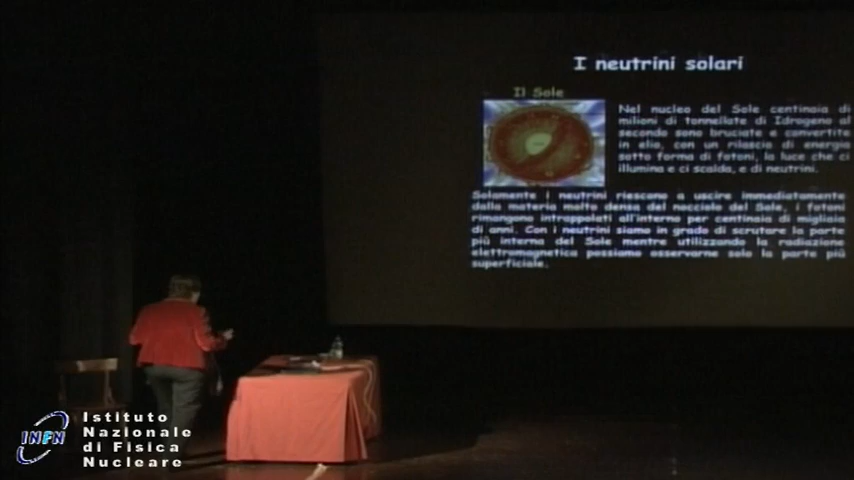 I neutrini solari
Il Sole
Nel nucleo del Sole centinaia di
milioni di tonnellate di Idrogeno al
secondo sono bruciate e convertite
in elio, con un rilascio di energia
sotto forma di fotoni, la luce che ci
illumina e ci scalda, e di neutrini.
Solamente i neutrini riescono a uscire immediatamente
dalla materia molto densa del nocciolo del Sole, i fotoni
rimangono intrappolati all'interno per centinaia di migliaia
di anni. Con i neutrini siamo in grado di scrutare la parte
più interna del Sole mentre utilizzando la radiazione
elettromagnetica possiamo osservarne solo la parte più
superficiale.
INFN
Istituto
Nazionale
di Fisica
Nucleare